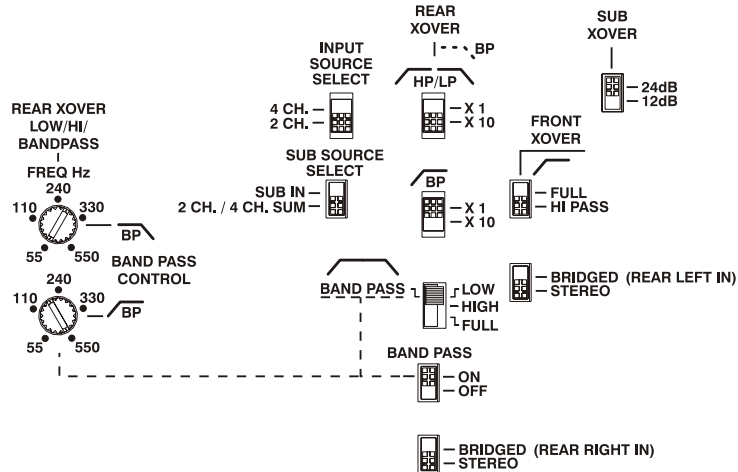 REAR
XOVER
BP
HP/LP
X 1
X 10
SUB
XOVER
24dB
12dB
INPUT
SOURCE
SELECT
4 CH.
2 CH.
FRONT
XOVER
FULL
HI PASS
SUB SOURCE
SELECT
SUB IN
2 CH. / 4 CH. SUM
BP
X 1
X 10
REAR XOVER
LOW/HI/
BANDPASS
FREQ Hz
240
110
330
55
550
BP
BAND PASS
CONTROL
240
110
330
55
550
BP
BAND PASS
LOW
HIGH
FULL
BRIDGED (REAR LEFT IN)
STEREO
BAND PASS
ON
OFF
BRIDGED (REAR RIGHT IN)
STEREO